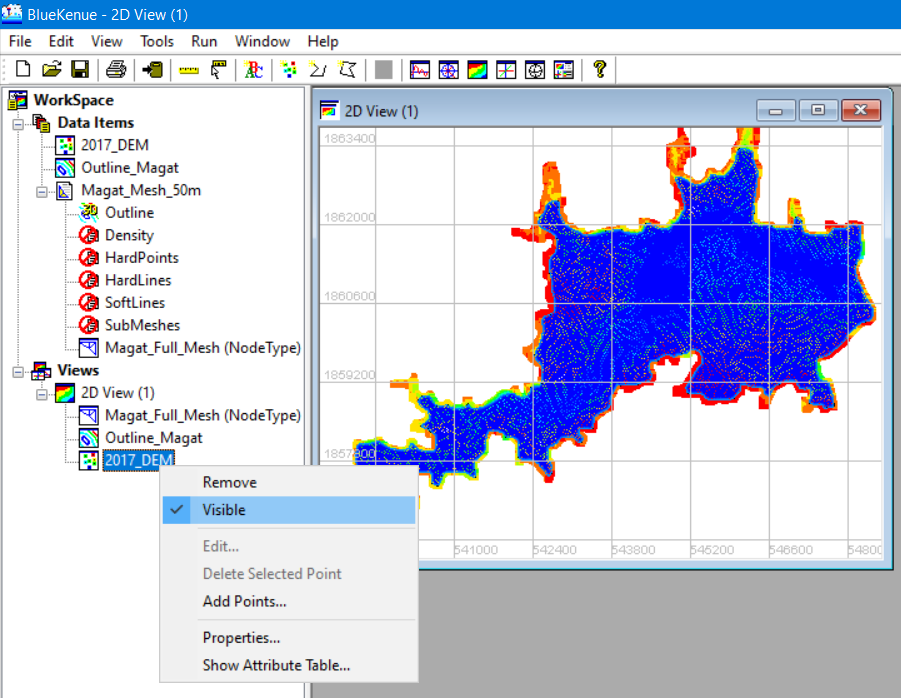 BlueKenue - 2D View (1)
File Edit View Tools Run Window Help
WorkSpace
Data Items
2017_DEM
Outline_Magat
Magat_Mesh_50m
Outline
Density
HardPoints
HardLines
SoftLines
SubMeshes
Magat_Full_Mesh (NodeType)
Views
2D View (1)
Magat_Full_Mesh (NodeType)
Outline_Magat
2017_DEM
Remove
Visible
Edit...
Delete Selected Point
Add Points...
Properties...
Show Attribute Table...
2D View (1)
1863400
1862000
1860600
1859200
1857800
541000 542400 543800 545200 546600 54800